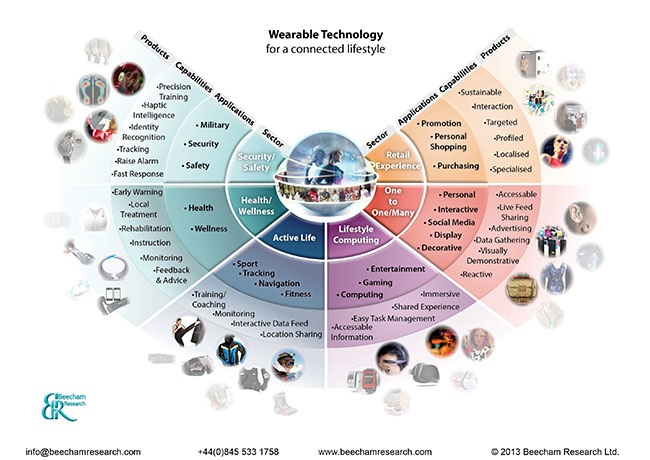 Wearable Technology
for a connected lifestyle
Products
Capabilities
Applications
Sector
Sector
Applications
Capabilities
Products
•Precision
Training
•Haptic
Intelligence
•Identity
Recognition
•Tracking
•Raise Alarm
•Fast Response
• Military
• Security
• Safety
Security/
Safety
Retail
Experience
• Promotion
• Personal
Shopping
• Purchasing
•Sustainable
•Interaction
•Targeted
•Profiled
•Localised
•Specialised
•Early Warning
•Local
Treatment
•Rehabilitation
•Instruction
•Monitoring
•Feedback
& Advice
• Health
• Wellness
Health/
Wellness
One
to
One/Many
• Personal
• Interactive
• Social Media
• Display
• Decorative
•Accessable
•Live Feed
Sharing
•Advertising
•Data Gathering
•Visually
Demonstrative
•Reactive
Active Life
Lifestyle
Computing
• Sport
• Tracking
• Navigation
• Fitness
• Entertainment
• Gaming
• Computing
•Training/
Coaching
•Monitoring
•Interactive Data Feed
•Location Sharing
•Immersive
•Shared Experience
•Easy Task Management
•Accessable
Information
BR
Beecham
Research
info@beechamresearch.com
+44(0)845 533 1758
www.beechamresearch.com
© 2013 Beecham Research Ltd.